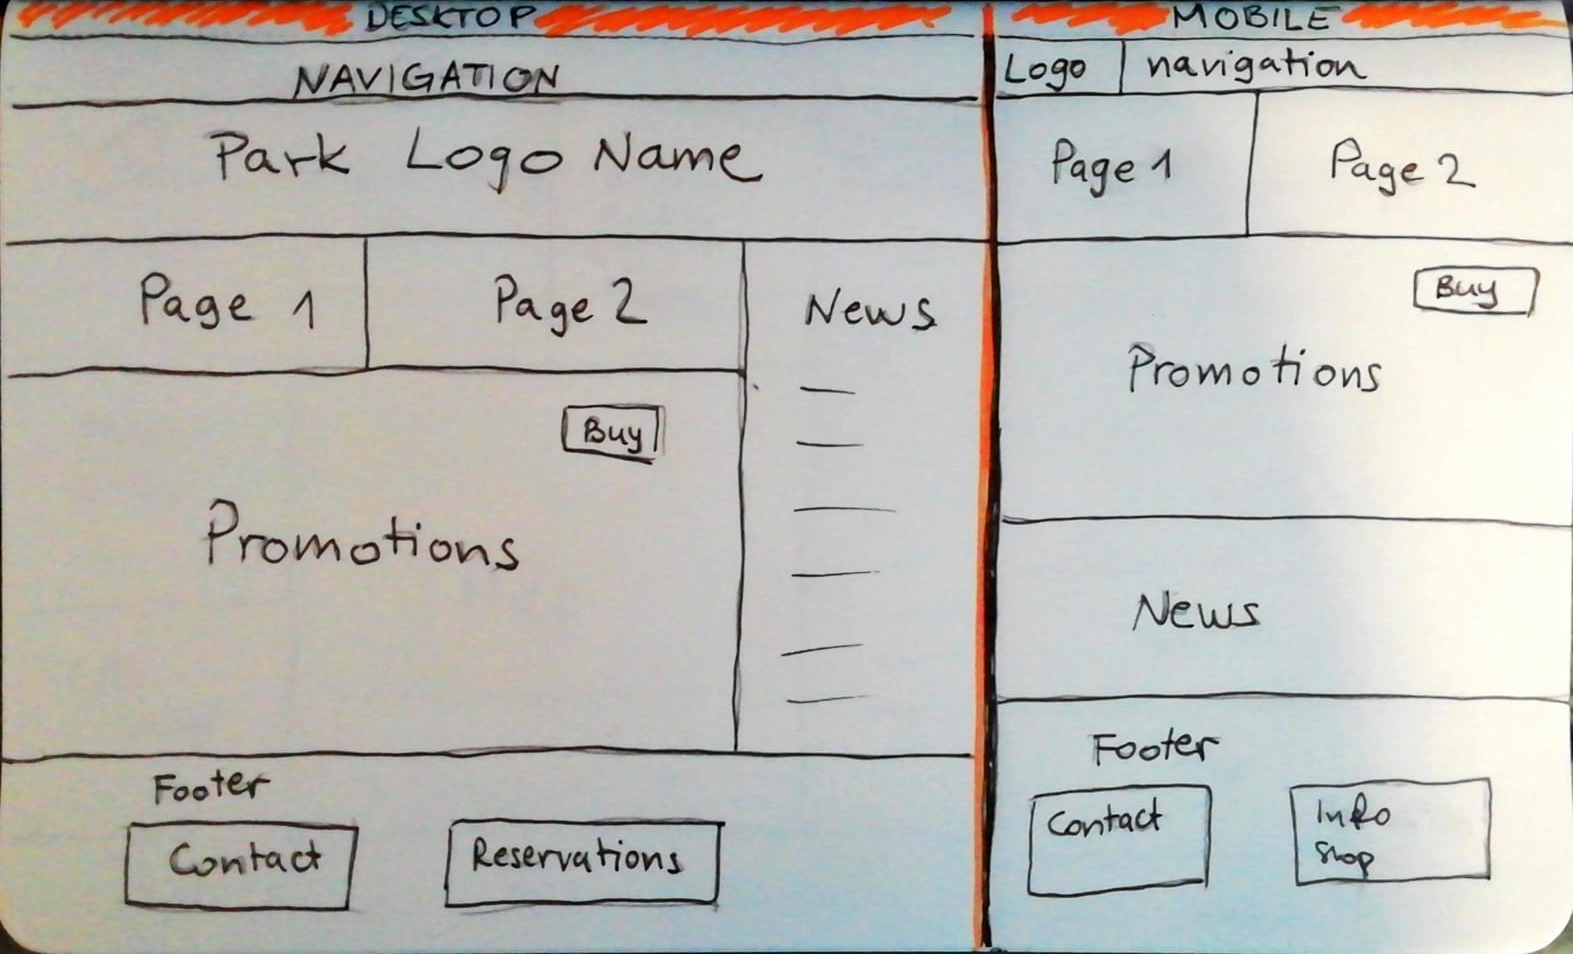 DESKTOP
NAVIGATION
Park Logo Name
Page 1
Page 2
News
Buy
Promotions
Footer
Contact
Reservations
MOBILE
Logo
navigation
Page 1
Page 2
Buy
Promotions
News
Footer
Contact
Info
Shop